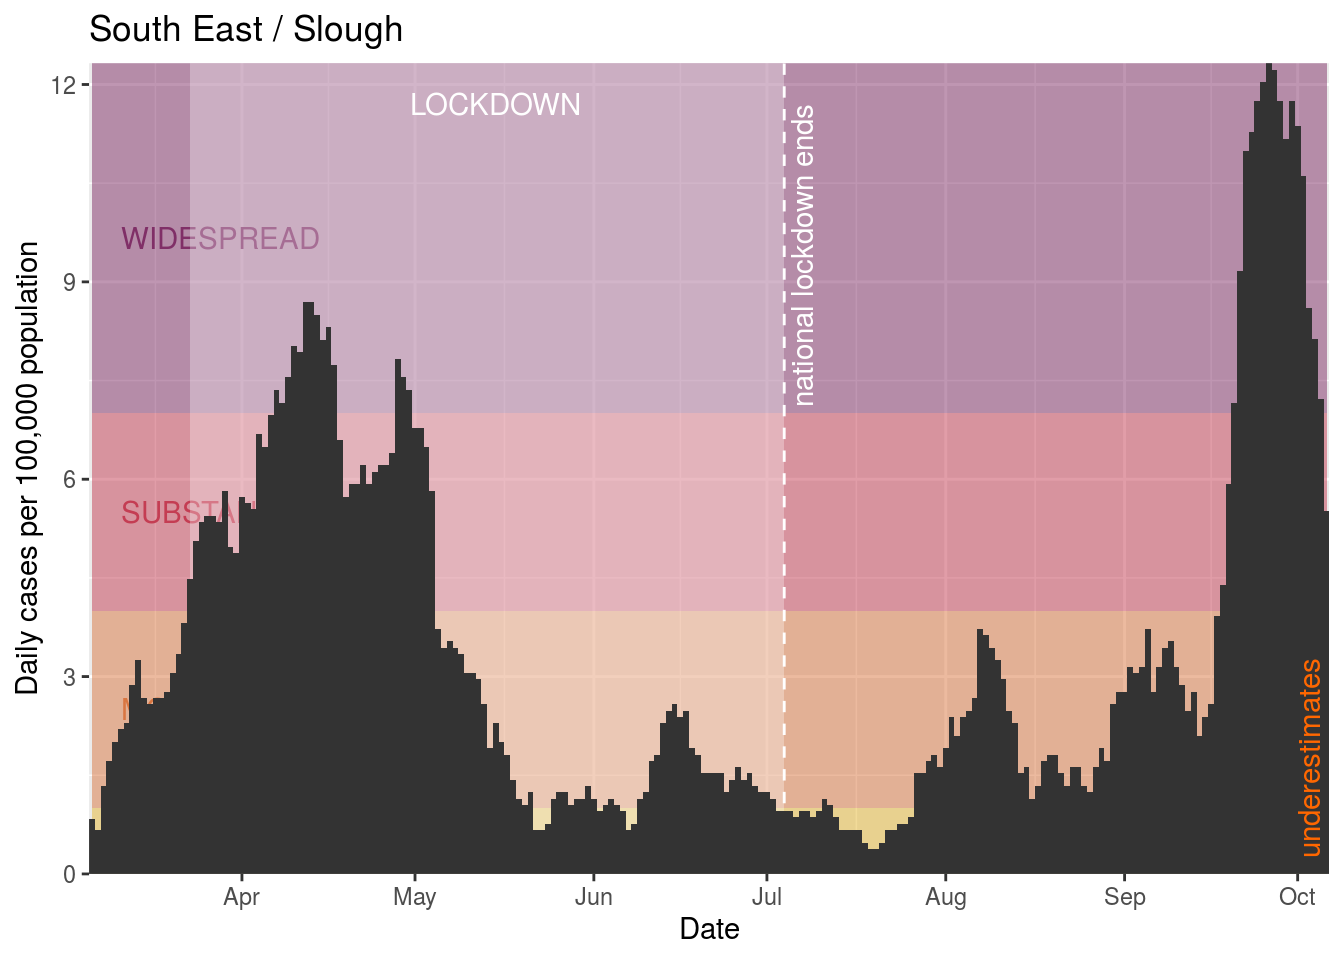 South East / Slough
12
9
6
3
0
Daily cases per 100,000 population
LOCKDOWN
national lockdown ends
WIDESPREAD
underestimates
Apr
May
Jun
Jul
Aug
Sep
Oct
Date